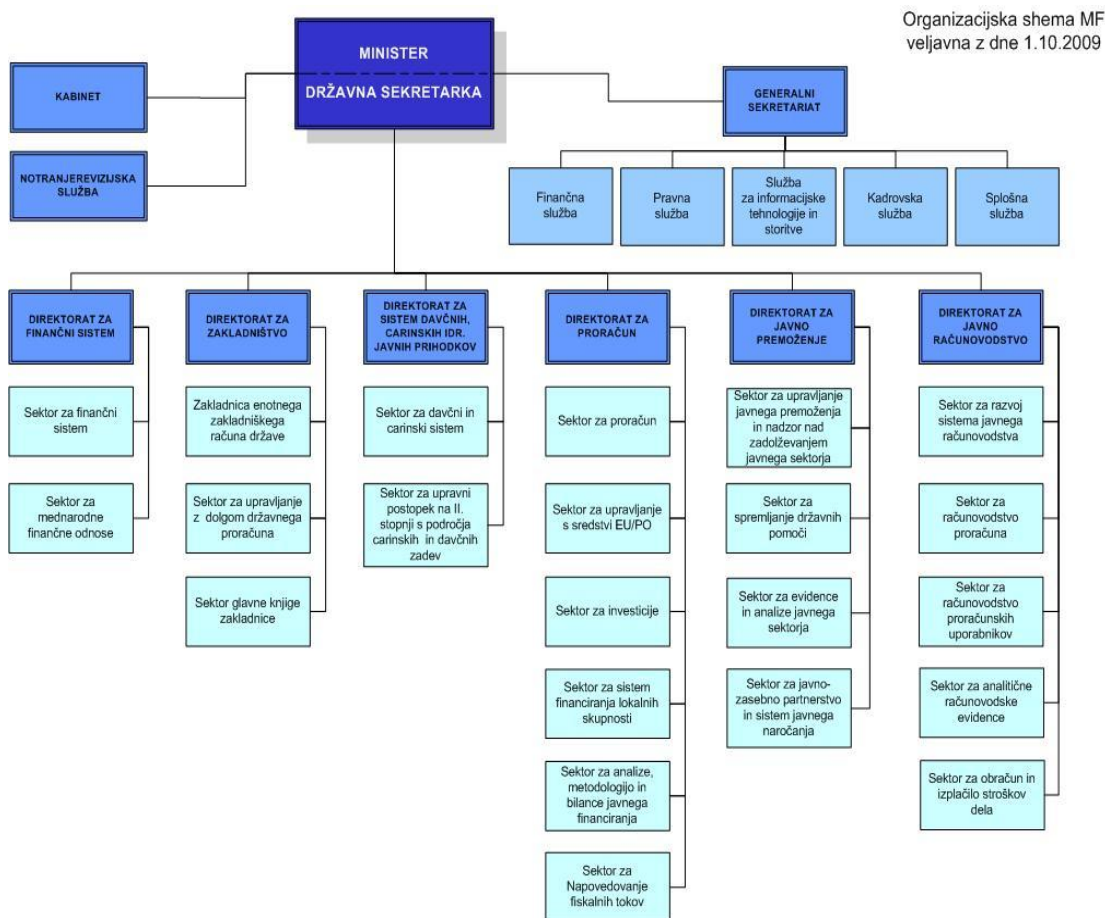 Organizacijska shema MF
veljavna z dne 1.10.2009
MINISTER
DRŽAVNA SEKRETARKA
KABINET
NOTRANJEREVIZIJSKA
SLUŽBA
GENERALNI
SEKRETARIAT
Finančna
služba
Pravna
služba
Služba
za informacijske
tehnologije in
storitve
Kadrovska
služba
Splošna
služba
DIREKTORAT ZA
FINANČNI SISTEM
Sektor za finančni
sistem
Sektor za
mednarodne
finančne odnose
DIREKTORAT ZA
ZAKLADNIŠTVO
Zakladnica enotnega
zakladniškega
računa države
Sektor za upravljanje
z dolgom državnega
proračuna
Sektor glavne knjige
zakladnice
DIREKTORAT ZA
SISTEM DAVČNIH,
CARINSKIH IDR.
JAVNIH PRIHODKOV
Sektor za davčni in
carinski sistem
Sektor za upravni
postopek na II.
stopnji s področja
carinskih in davčnih
zadev
DIREKTORAT ZA
PRORAČUN
Sektor za proračun
Sektor za upravljanje
s sredstvi EU/PO
Sektor za investicije
Sektor za sistem
financiranja lokalnih
skupnosti
Sektor za analize,
metodologijo in
bilance javnega
financiranja
Sektor za
Napovedovanje
fiskalnih tokov
DIREKTORAT ZA
JAVNO
PREMOŽENJE
Sektor za upravljanje
javnega premoženja
in nadzor nad
zadolževanjem
javnega sektorja
Sektor za
spremljanje državnih
pomoči
Sektor za evidence
in analize javnega
sektorja
Sektor za javno-
zasebno partnerstvo
in sistem javnega
naročanja
DIREKTORAT ZA
JAVNO
RAČUNOVODSTVO
Sektor za razvoj
sistema javnega
računovodstva
Sektor za
računovodstvo
proračuna
Sektor za
računovodstvo
proračunskih
uporabnikov
Sektor za analitične
računovodske
evidence
Sektor za obračun in
izplačilo stroškov
dela